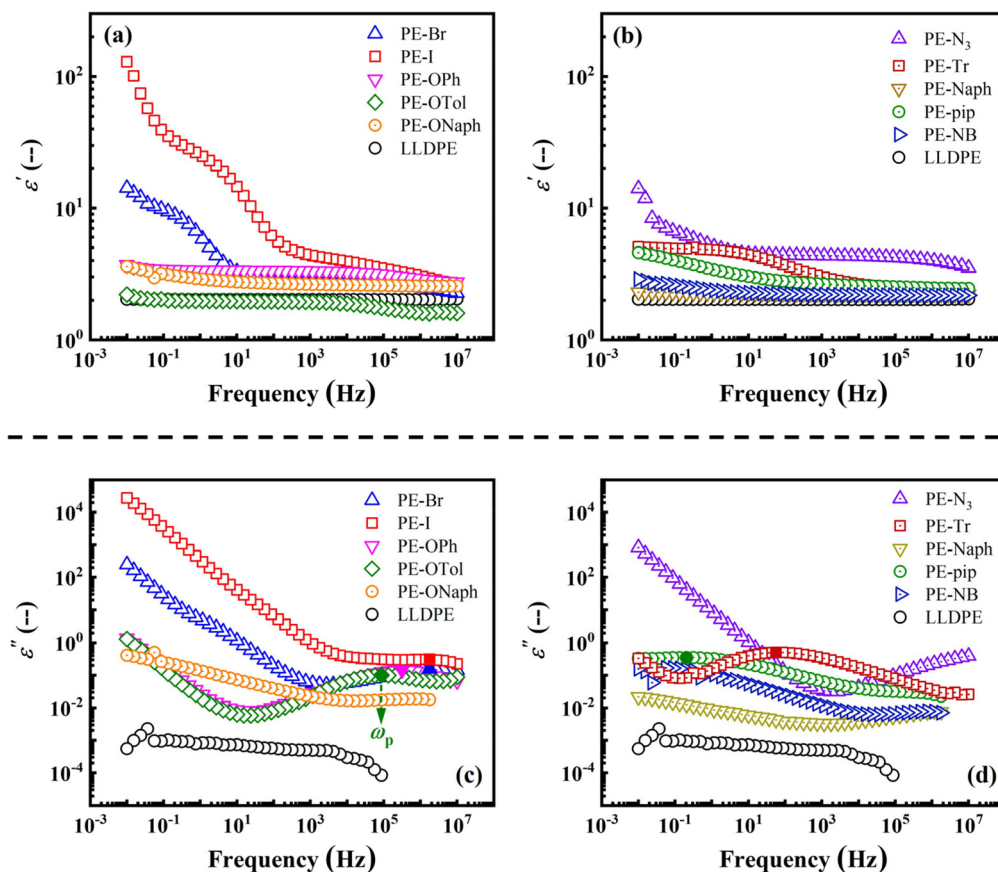 (a)
PE-Br
PE-I
PE-OPh
PE-OTol
PE-ONaph
LLDPE
ε′ (--)
10²
10¹
10⁰
10⁻³ 10⁻¹ 10¹ 10³ 10⁵ 10⁷
Frequency (Hz)
(b)
PE-N₃
PE-Tr
PE-Naph
PE-pip
PE-NB
LLDPE
ε′ (--)
10²
10¹
10⁰
10⁻³ 10⁻¹ 10¹ 10³ 10⁵ 10⁷
Frequency (Hz)
PE-Br
PE-I
PE-OPh
PE-OTol
PE-ONaph
LLDPE
ε″ (--)
10⁴
10²
10⁰
10⁻²
10⁻⁴
ωₚ
(c)
10⁻³ 10⁻¹ 10¹ 10³ 10⁵ 10⁷
Frequency (Hz)
PE-N₃
PE-Tr
PE-Naph
PE-pip
PE-NB
LLDPE
ε″ (--)
10⁴
10²
10⁰
10⁻²
10⁻⁴
(d)
10⁻³ 10⁻¹ 10¹ 10³ 10⁵ 10⁷
Frequency (Hz)